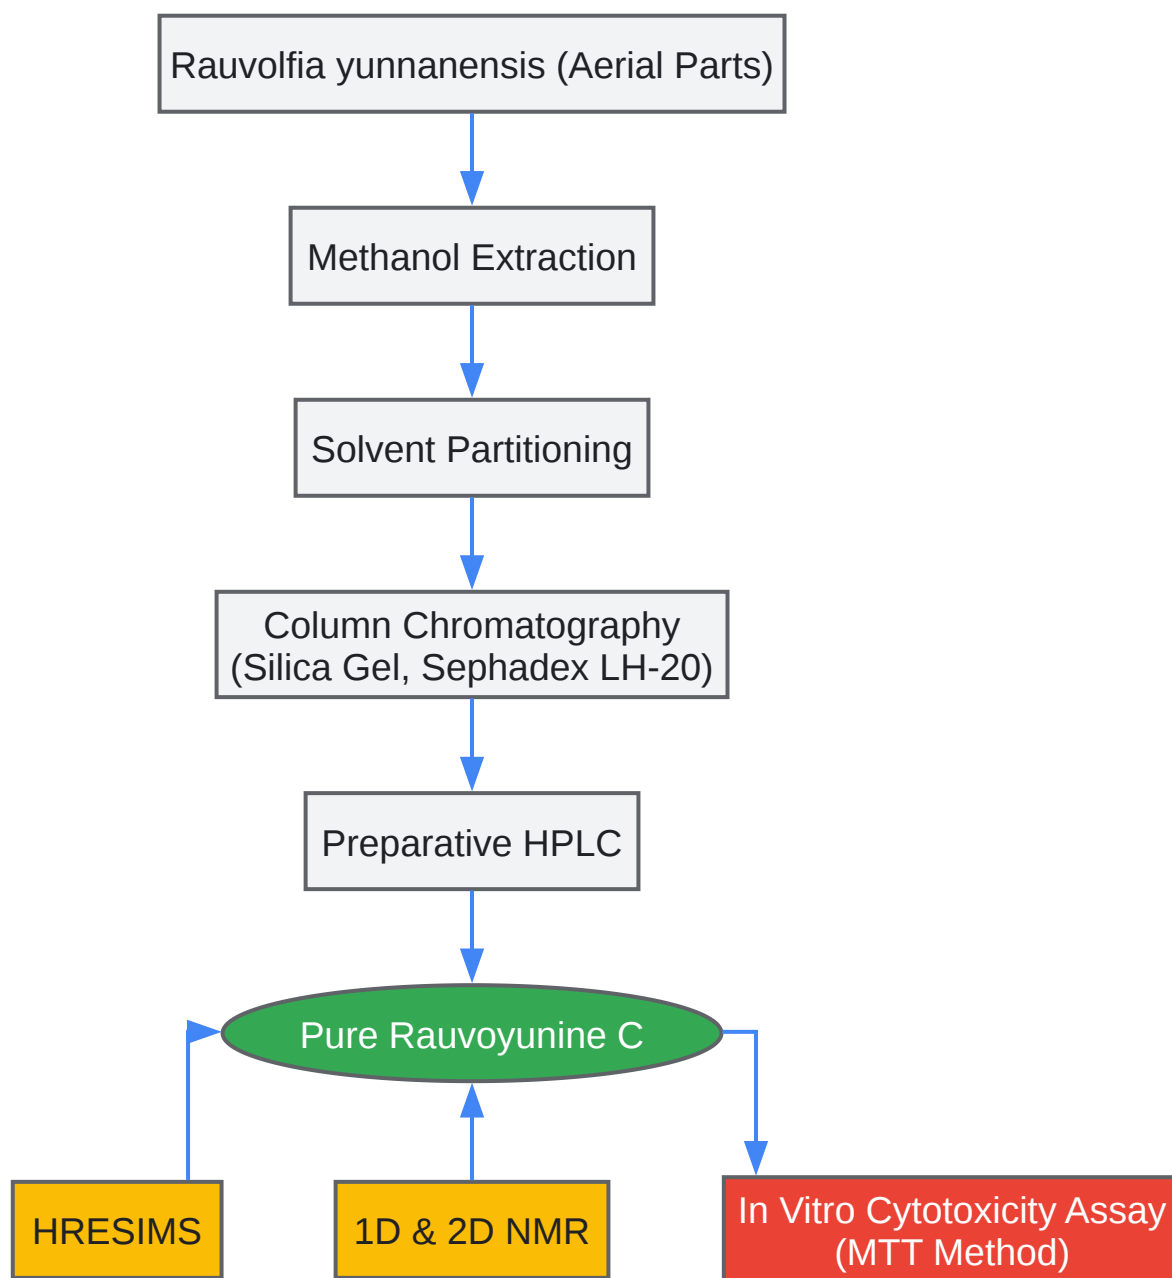 Rauvolfia yunnanensis (Aerial Parts)
Methanol Extraction
Solvent Partitioning
Column Chromatography
(Silica Gel, Sephadex LH-20)
Preparative HPLC
Pure Rauvoyunine C
HRESIMS
1D & 2D NMR
In Vitro Cytotoxicity Assay
(MTT Method)